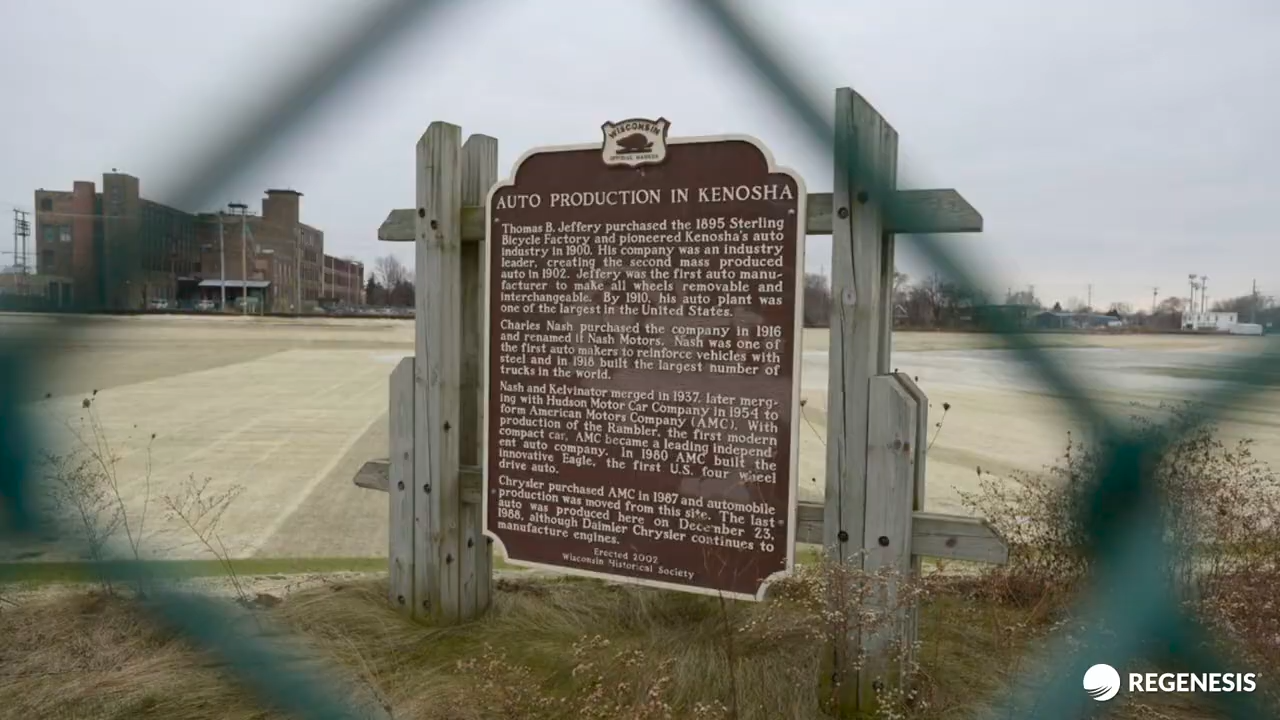 WISCONSIN
OFFICIAL MARKER
AUTO PRODUCTION IN KENOSHA
Thomas B. Jeffery purchased the 1895 Sterling
Bicycle Factory and pioneered Kenosha's auto
industry in 1900. His company was an industry
leader, creating the second mass produced
auto in 1902. Jeffery was the first auto manu-
facturer to make all wheels removable and
interchangeable. By 1910, his auto plant was
one of the largest in the United States.
Charles Nash purchased the company in 1916
and renamed it Nash Motors. Nash was one of
the first auto makers to reinforce vehicles with
steel and in 1918 built the largest number of
trucks in the world.
Nash and Kelvinator merged in 1937, later merg-
ing with Hudson Motor Car Company in 1954 to
form American Motors Company (AMC). With
production of the Rambler, the first modern
compact car, AMC became a leading independ
ent auto company. In 1980 AMC built the
innovative Eagle, the first U.S. four wheel
drive auto.
Chrysler purchased AMC in 1987 and automobile
production was moved from this site. The last
auto was produced here on December 23,
1988, although Daimler Chrysler continues to
manufacture engines.
Erected 2002
Wisconsin Historical Society
REGENESIS